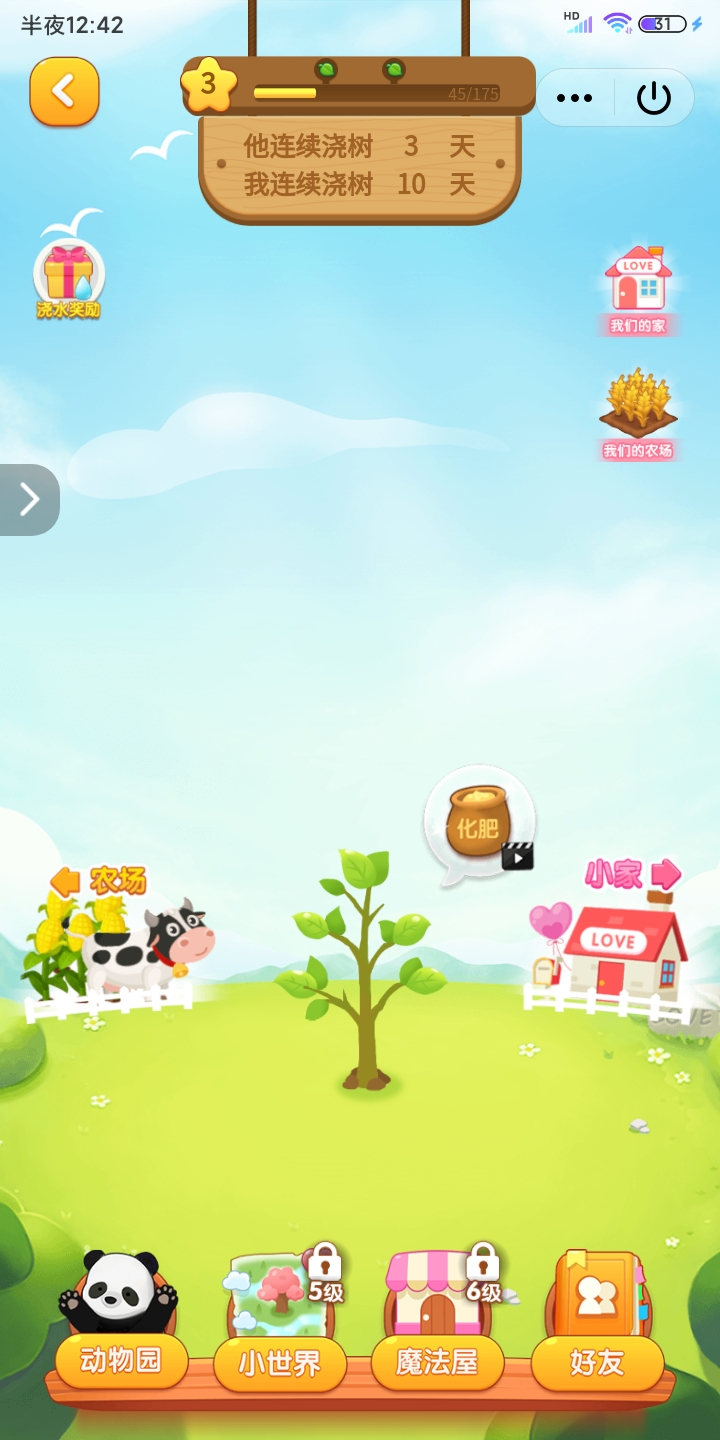 半夜12:42
HD
31
3
45/175
他连续浇树 3 天
我连续浇树 10 天
浇水奖励
LOVE
我们的家
我们的农场
化肥
农场
小家
LOVE
LOVE
5级
6级
动物园
小世界
魔法屋
好友